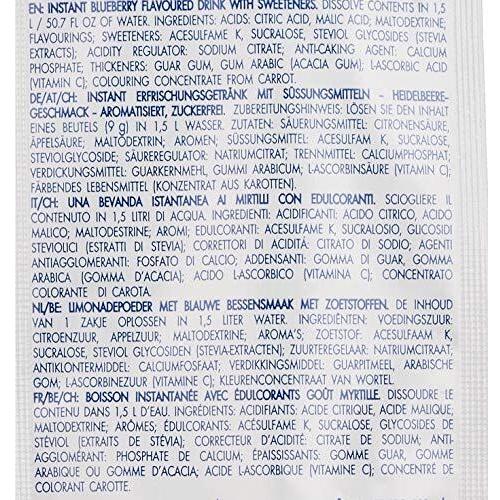 EN: INSTANT BLUEBERRY FLAVOURED DRINK WITH SWEETENERS. DISSOLVE CONTENTS IN 1,5
L / 50.7 FL OZ OF WATER. INGREDIENTS: ACIDS: CITRIC ACID, MALIC ACID; MALTODEXTRINE;
FLAVOURINGS; SWEETENERS: ACESULFAME K, SUCRALOSE, STEVIOL GLYCOSIDES (STEVIA
EXTRACTS); ACIDITY REGULATOR: SODIUM CITRATE; ANTI-CAKING AGENT: CALCIUM
PHOSPHATE; THICKENERS: GUAR GUM, GUM ARABIC (ACACIA GUM); LASCORBIC ACID
(VITAMIN C); COLOURING CONCENTRATE FROM CARROT.
DE/AT/CH: INSTANT ERFRISCHUNGSGETRÄNK MIT SÜSSUNGSMITTELN - HEIDELBEERE-
GESCHMACK - AROMATISIERT, ZUCKERFREI. ZUBEREITUNGSHINWEIS: LÖSEN SIE DEN INHALT
EINES BEUTELS (9 g) IN 1,5 L WASSER. ZUTATEN: SÄUERUNGSMITTEL: CITRONENSÄURE,
ÄPFELSÄURE; MALTODEXTRIN; AROMEN; SÜSSUNGSMITTEL: ACESULFAM K, SUCRALOSE,
STEVIOLGLYCOSIDE; SÄUREREGULATOR: NATRIUMCITRAT; TRENNMITTEL: CALCIUMPHOSPHAT;
VERDICKUNGSMITTEL: GUARKERNMEHL, GUMMI ARABICUM; LASCORBINSÄURE (VITAMIN C);
FÄRBENDES LEBENSMITTEL (KONZENTRAT AUS KAROTTEN).
IT/CH: UNA BEVANDA ISTANTANEA AI MIRTILLI CON EDULCORANTI. SCIOGLIERE IL
CONTENUTO IN 1,5 LITRI DI ACQUA. INGREDIENTI: ACIDIFICANTI: ACIDO CITRICO, ACIDO
MALICO; MALTODESTRINE; AROMI; EDULCORANTI: ACESULFAME K, SUCRALOSIO, GLICOSIDI
STEVIOLICI (ESTRATTI DI STEVIA); CORRETTORI DI ACIDITÀ: CITRATO DI SODIO; AGENTI
ANTIAGGLOMERANTI: FOSFATO DI CALCIO; ADDENSANTI: GOMMA DI GUAR, GOMMA
ARABICA (GOMMA D'ACACIA); ACIDO L-ASCORBICO (VITAMINE C); CONCENTRATO
COLORANTE DI CAROTA.
NL/BE: LIMONADEPOEDER MET BLAUWE BESSENSMAAK MET ZOETSTOFFEN. DE INHOUD
VAN 1 ZAKJE OPLOSSEN IN 1,5 LITER WATER. INGREDIËNTEN: VOEDINGSZUUR:
CITROENZUUR, APPELZUUR; MALTODEXTRINE; AROMA'S; ZOETSTOF: ACESULFAAM K,
SUCRALOSE, STEVIOL GLYCOSIDEN (STEVIA-EXTRACTEN); ZUURTEREGELAAR: NATRIUMCITRAAT,
ANTIKLONTERMIDDEL: CALCIUMFOSFAAT; VERDIKKINGSMIDDEL: GUARPITMEEL, ARABISCHE
GOM; L-ASCORBINEZUUR (VITAMINE C); KLEURENCONCENTRAAT VAN WORTEL.
FR/BE/CH: BOISSON INSTANTANÉE AVEC ÉDULCORANTS GOÛT MYRTILLE. DISSOUDRE LE
CONTENU DANS 1,5 L D'EAU. INGRÉDIENTS: ACIDIFIANTS: ACIDE CITRIQUE, ACIDE MALIQUE;
MALTODEXTRINE; ARÔMES; ÉDULCORANTS: ACÉSULFAME K, SUCRALOSE, GLYCOSIDES DE
STÉVIOL (EXTRAITS DE STÉVIA); CORRECTEUR D'ACIDITÉ: CITRATE DE SODIUM; ANTI-
AGGLOMÉRANT: PHOSPHATE DE CALCIUM; ÉPAISSISSANTS: GOMME GUAR, GOMME
ARABIQUE OU GOMME D'ACACIA; ACIDE L-ASCORBIQUE (VITAMINE C); CONCENTRÉ DE
COLORANT CAROTTE.